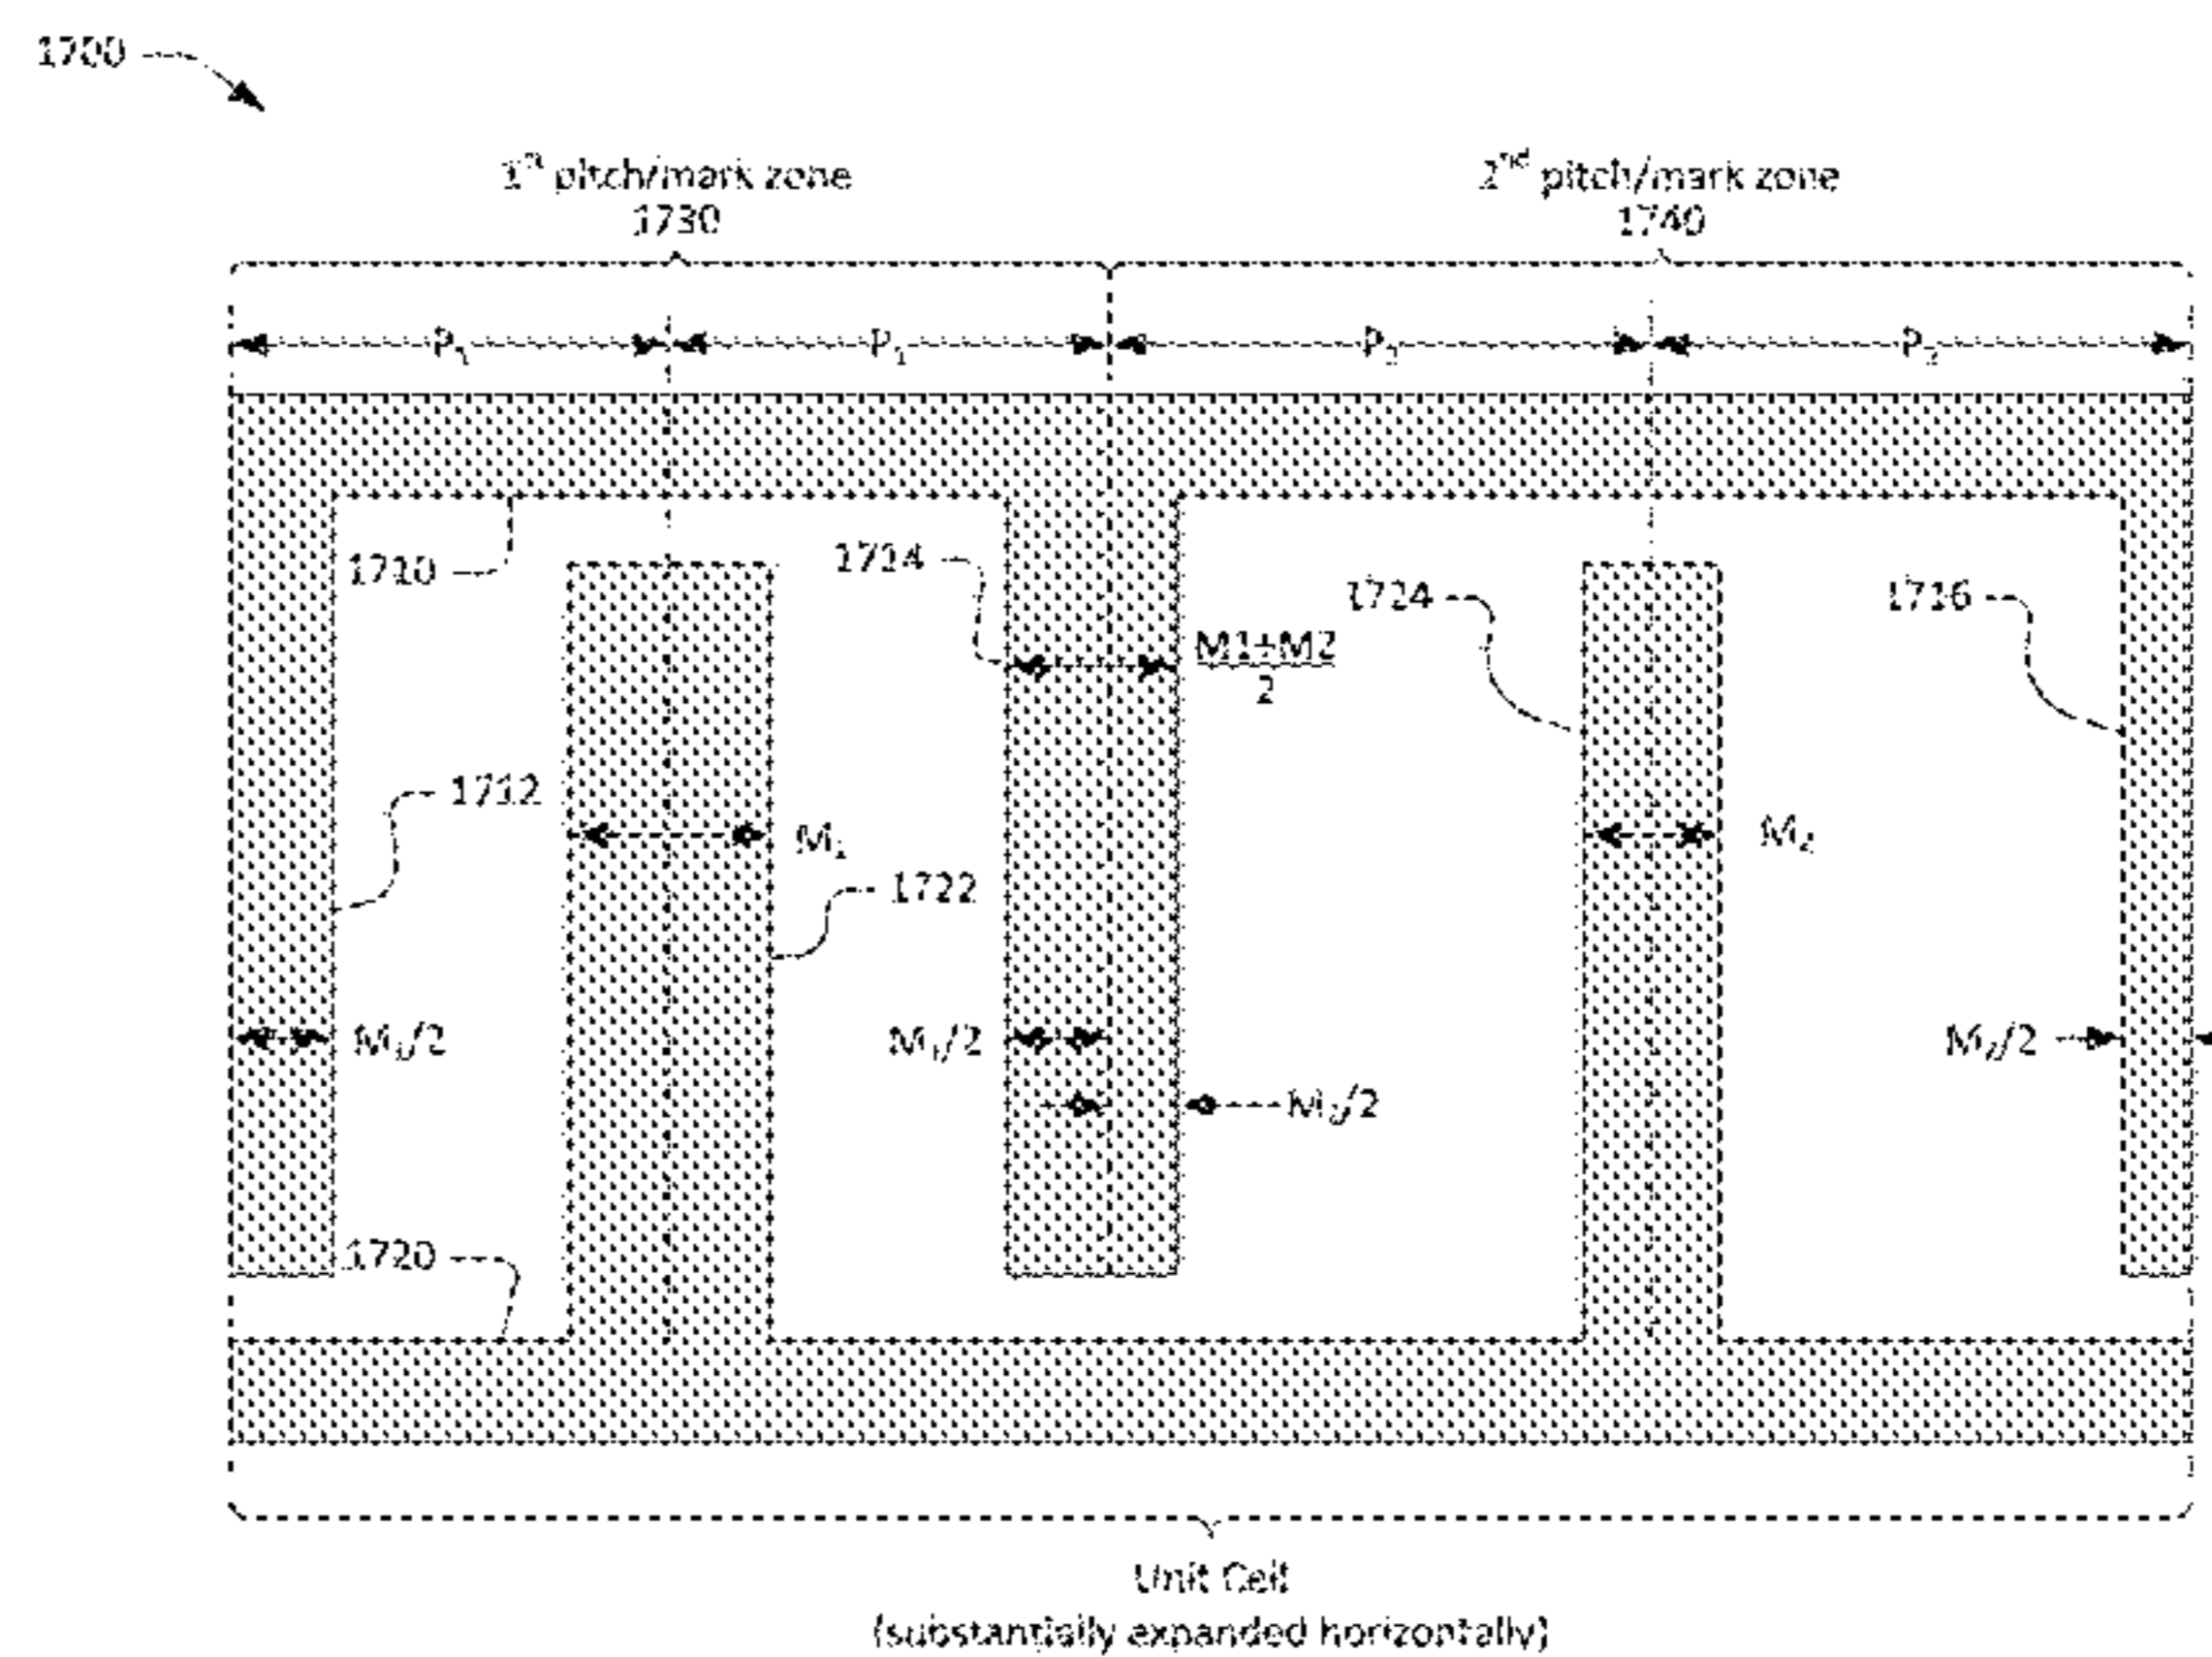 1700
1st pitch/mark zone
1730
2nd pitch/mark zone
1740
P1
P1
P2
P2
1710
1714
1724
1716
M1+M2
2
1712
M1
M2
1722
M1/2
M1/2
M2/2
M2/2
1720
Unit Cell
(substantially expanded horizontally)